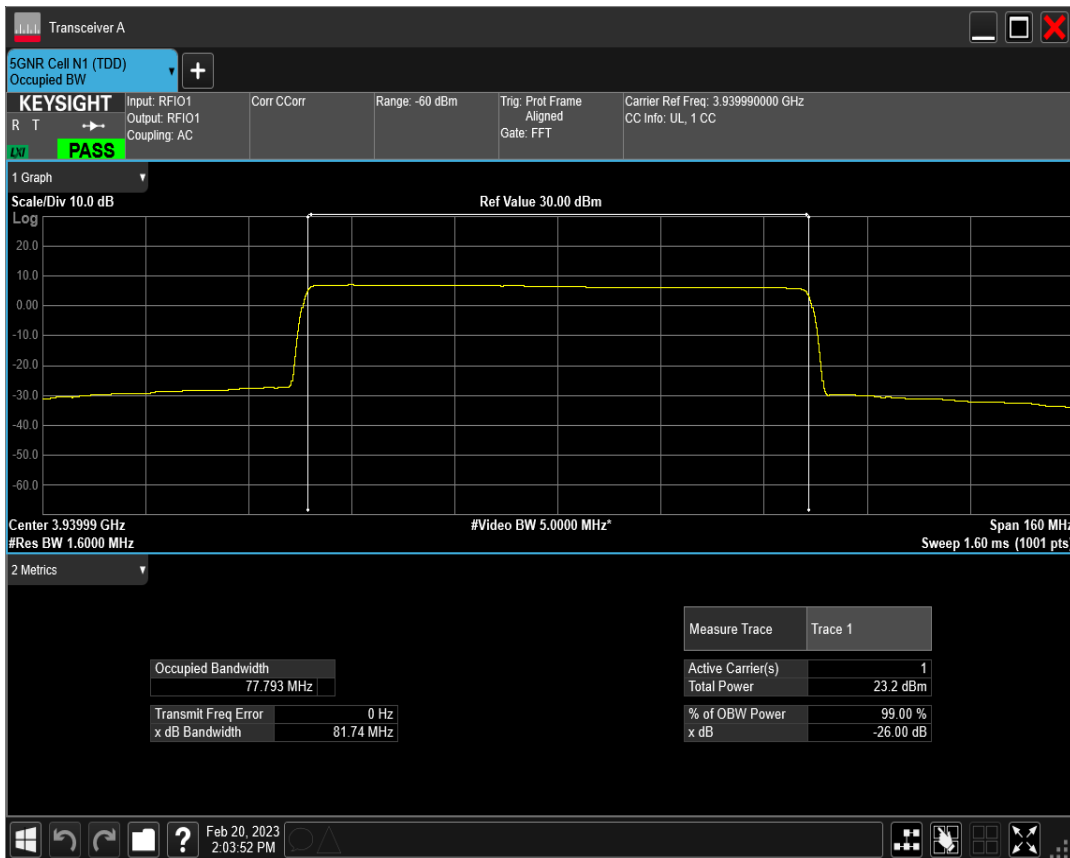 Transceiver A
5GNR Cell N1 (TDD)
Occupied BW
KEYSIGHT
R T
LXI
PASS
Input: RFIO1
Output: RFIO1
Coupling: AC
Corr CCorr
Range: -60 dBm
Trig: Prot Frame
Aligned
Gate: FFT
Carrier Ref Freq: 3.939990000 GHz
CC Info: UL, 1 CC
1 Graph
Scale/Div 10.0 dB
Ref Value 30.00 dBm
Log
20.0
10.0
0.00
-10.0
-20.0
-30.0
-40.0
-50.0
-60.0
Center 3.93999 GHz
#Video BW 5.0000 MHz*
Span 160 MHz
#Res BW 1.6000 MHz
Sweep 1.60 ms (1001 pts)
2 Metrics
Measure Trace Trace 1
Occupied Bandwidth
77.793 MHz
Active Carrier(s) 1
Total Power 23.2 dBm
Transmit Freq Error 0 Hz
x dB Bandwidth 81.74 MHz
% of OBW Power 99.00 %
x dB -26.00 dB
?
Feb 20, 2023
2:03:52 PM